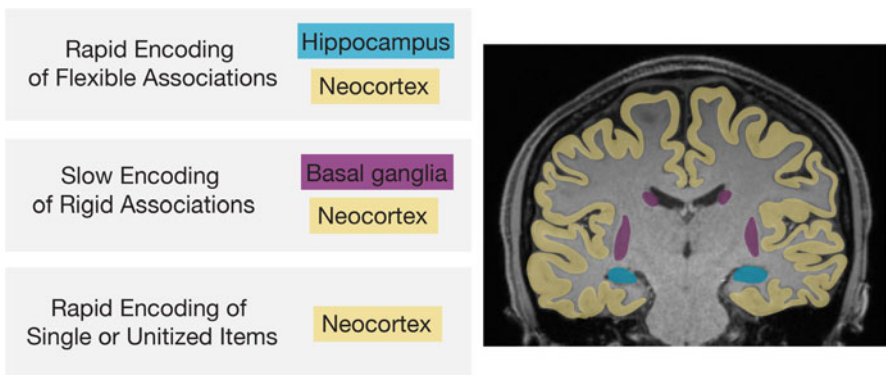 Rapid Encoding
of Flexible Associations
Hippocampus
Neocortex
Slow Encoding
of Rigid Associations
Basal ganglia
Neocortex
Rapid Encoding of
Single or Unitized Items
Neocortex